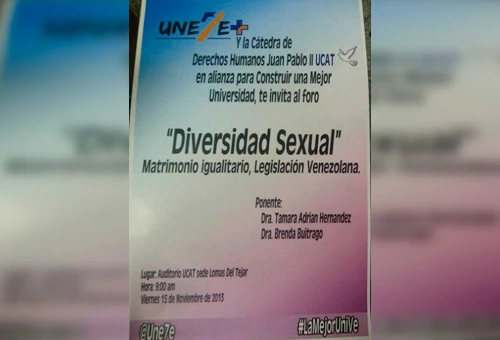 UNE7E+
Y la Cátedra de
Derechos Humanos Juan Pablo II UCAT
en alianza para Construir una Mejor
Universidad, te invita al foro
"Diversidad Sexual"
Matrimonio igualitario, Legislación Venezolana.
Ponente:
Dra. Tamara Adrian Hernandez
Dra. Brenda Buitrago
Lugar: Auditorio UCAT sede Lomas Del Tejar
Hora: 9:00 am
Viernes 15 de Noviembre de 2013
@Une7e
#LaMejorUniVe